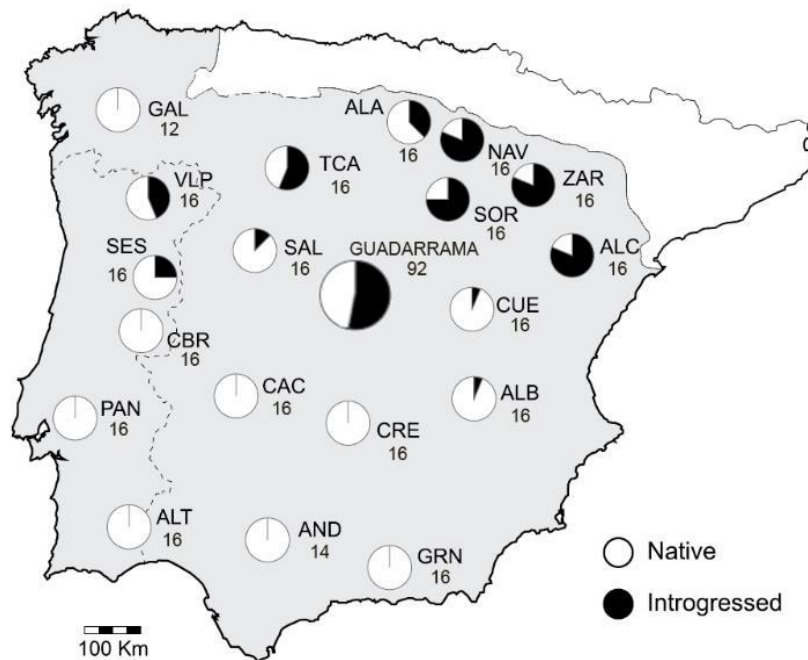 GAL
12
ALA
16
NAV
16
TCA
16
VLP
16
ZAR
16
SOR
16
SES
16
SAL
16
GUADARRAMA
92
ALC
16
CUE
16
CBR
16
CAC
16
ALB
16
PAN
16
CRE
16
ALT
16
AND
14
GRN
16
Native
Introgressed
100 Km